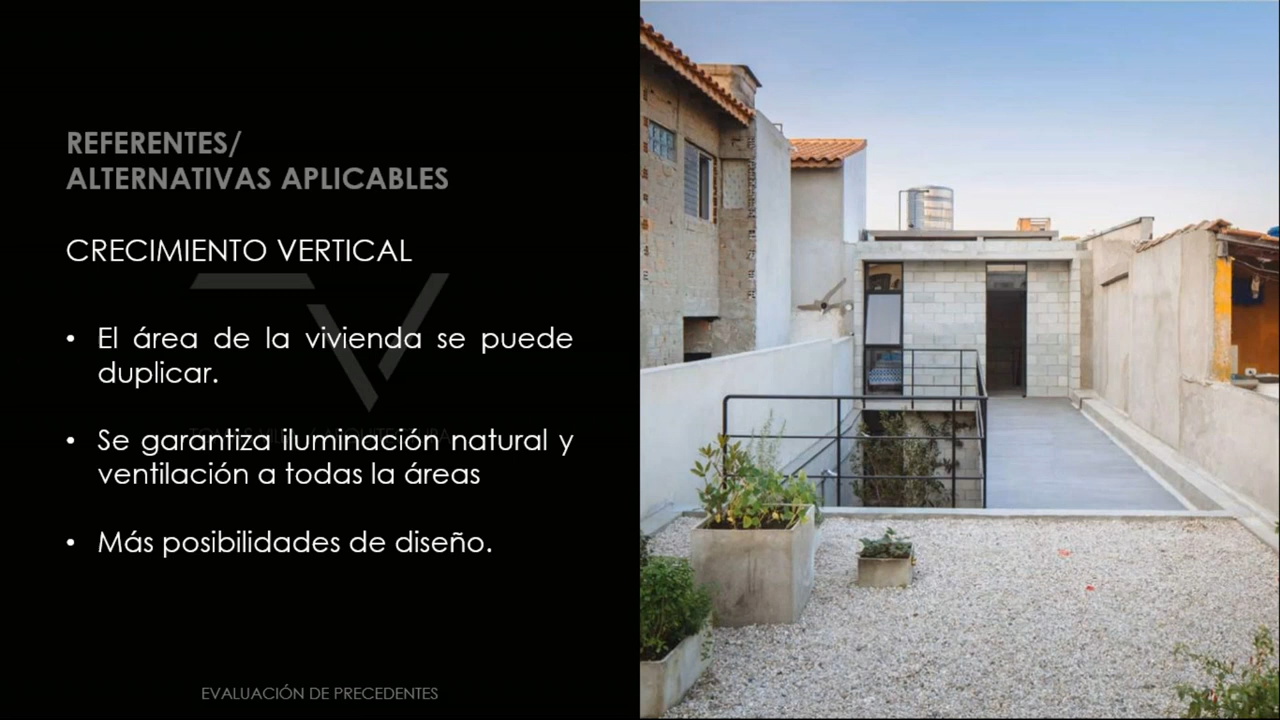 REFERENTES/
ALTERNATIVAS APLICABLES
CRECIMIENTO VERTICAL
• El área de la vivienda se puede
duplicar.
• Se garantiza iluminación natural y
ventilación a todas la áreas
• Más posibilidades de diseño.
EVALUACIÓN DE PRECEDENTES